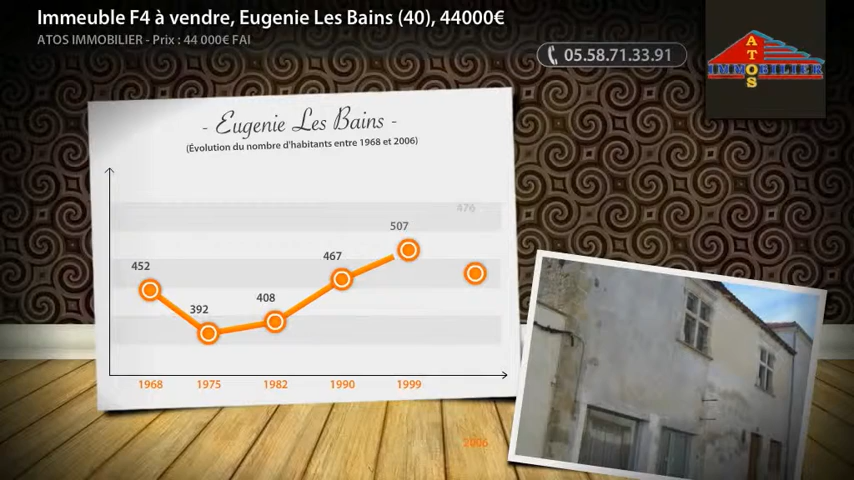 Immeuble F4 à vendre, Eugenie Les Bains (40), 44000€
ATOS IMMOBILIER - Prix : 44 000€ FAI
05.58.71.33.91
ATOS
IMMOBILIER
- Eugenie Les Bains -
(Évolution du nombre d'habitants entre 1968 et 2006)
452
392
408
467
507
476
1968 1975 1982 1990 1999
2006